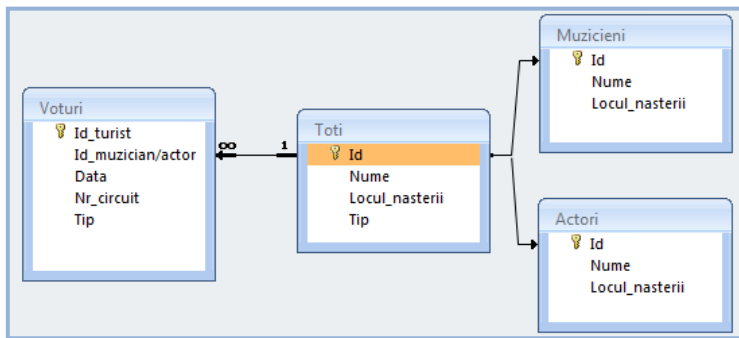 Voturi
Id_turist
Id_muzician/actor
Data
Nr_circuit
Tip
∞
1
Toti
Id
Nume
Locul_nasterii
Tip
Muzicieni
Id
Nume
Locul_nasterii
Actori
Id
Nume
Locul_nasterii